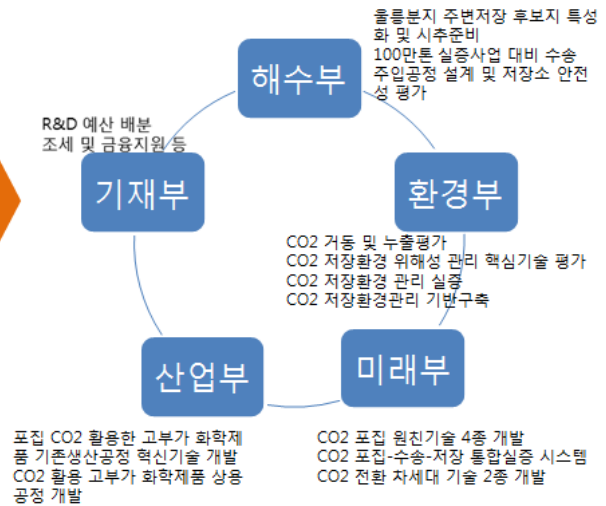 울릉분지 주변저장 후보지 특성
화 및 시추준비
100만톤 실증사업 대비 수송
주입공정 설계 및 저장소 안전
성 평가
해수부
R&D 예산 배분
조세 및 금융지원 등
기재부
환경부
CO2 거동 및 누출평가
CO2 저장환경 위해성 관리 핵심기술 평가
CO2 저장환경 관리 실증
CO2 저장환경관리 기반구축
산업부
미래부
포집 CO2 활용한 고부가 화학제
품 기존생산공정 혁신기술 개발
CO2 활용 고부가 화학제품 상용
공정 개발
CO2 포집 원친기술 4종 개발
CO2 포집-수송-저장 통합실증 시스템
CO2 전환 차세대 기술 2종 개발